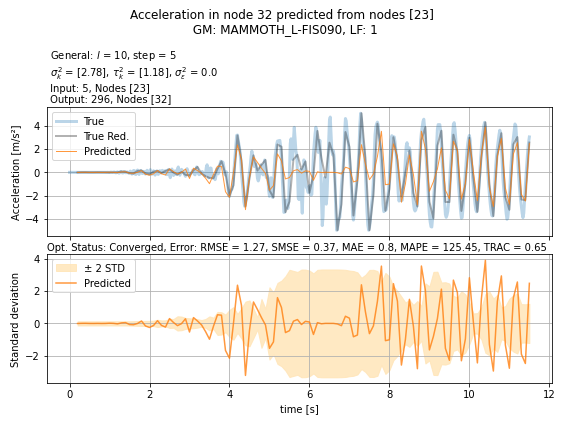 Acceleration in node 32 predicted from nodes [23]
GM: MAMMOTH_L-FIS090, LF: 1
General: l = 10, step = 5
σ²ₖ = [2.78], τ²ₖ = [1.18], σ²ε = 0.0
Input: 5, Nodes [23]
Output: 296, Nodes [32]
True
True Red.
Predicted
Acceleration [m/s²]
4
2
0
−2
−4
Opt. Status: Converged, Error: RMSE = 1.27, SMSE = 0.37, MAE = 0.8, MAPE = 125.45, TRAC = 0.65
± 2 STD
Predicted
Standard deviation
4
2
0
−2
0 2 4 6 8 10 12
time [s]